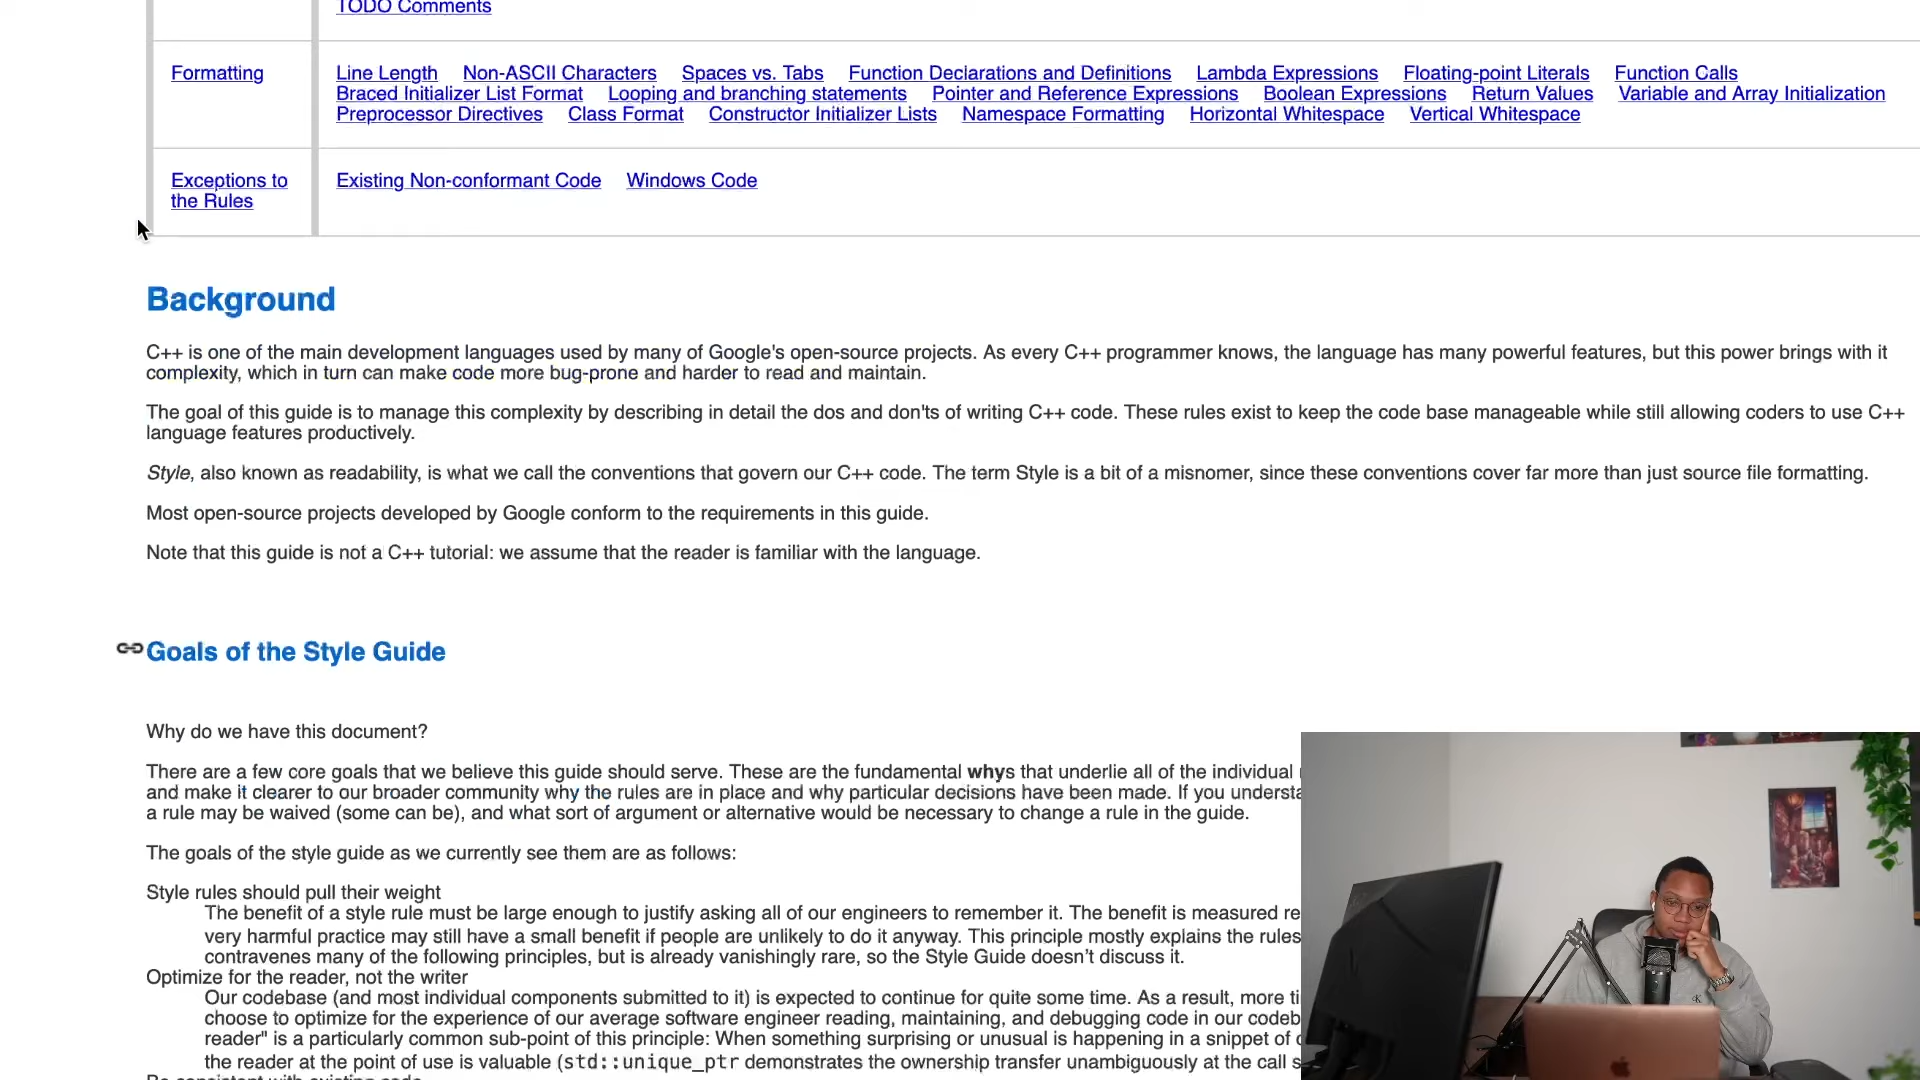 TODO Comments
Formatting
Line Length Non-ASCII Characters Spaces vs. Tabs Function Declarations and Definitions Lambda Expressions Floating-point Literals Function Calls
Braced Initializer List Format Looping and branching statements Pointer and Reference Expressions Boolean Expressions Return Values Variable and Array Initialization
Preprocessor Directives Class Format Constructor Initializer Lists Namespace Formatting Horizontal Whitespace Vertical Whitespace
Exceptions to
the Rules
Existing Non-conformant Code Windows Code
Background
C++ is one of the main development languages used by many of Google's open-source projects. As every C++ programmer knows, the language has many powerful features, but this power brings with it
complexity, which in turn can make code more bug-prone and harder to read and maintain.
The goal of this guide is to manage this complexity by describing in detail the dos and don'ts of writing C++ code. These rules exist to keep the code base manageable while still allowing coders to use C++
language features productively.
Style, also known as readability, is what we call the conventions that govern our C++ code. The term Style is a bit of a misnomer, since these conventions cover far more than just source file formatting.
Most open-source projects developed by Google conform to the requirements in this guide.
Note that this guide is not a C++ tutorial: we assume that the reader is familiar with the language.
Goals of the Style Guide
Why do we have this document?
There are a few core goals that we believe this guide should serve. These are the fundamental whys that underlie all of the individual
and make it clearer to our broader community why the rules are in place and why particular decisions have been made. If you understa
a rule may be waived (some can be), and what sort of argument or alternative would be necessary to change a rule in the guide.
The goals of the style guide as we currently see them are as follows:
Style rules should pull their weight
The benefit of a style rule must be large enough to justify asking all of our engineers to remember it. The benefit is measured re
very harmful practice may still have a small benefit if people are unlikely to do it anyway. This principle mostly explains the rules
contravenes many of the following principles, but is already vanishingly rare, so the Style Guide doesn't discuss it.
Optimize for the reader, not the writer
Our codebase (and most individual components submitted to it) is expected to continue for quite some time. As a result, more ti
choose to optimize for the experience of our average software engineer reading, maintaining, and debugging code in our codeb
reader" is a particularly common sub-point of this principle: When something surprising or unusual is happening in a snippet of
the reader at the point of use is valuable (std::unique_ptr demonstrates the ownership transfer unambiguously at the call s